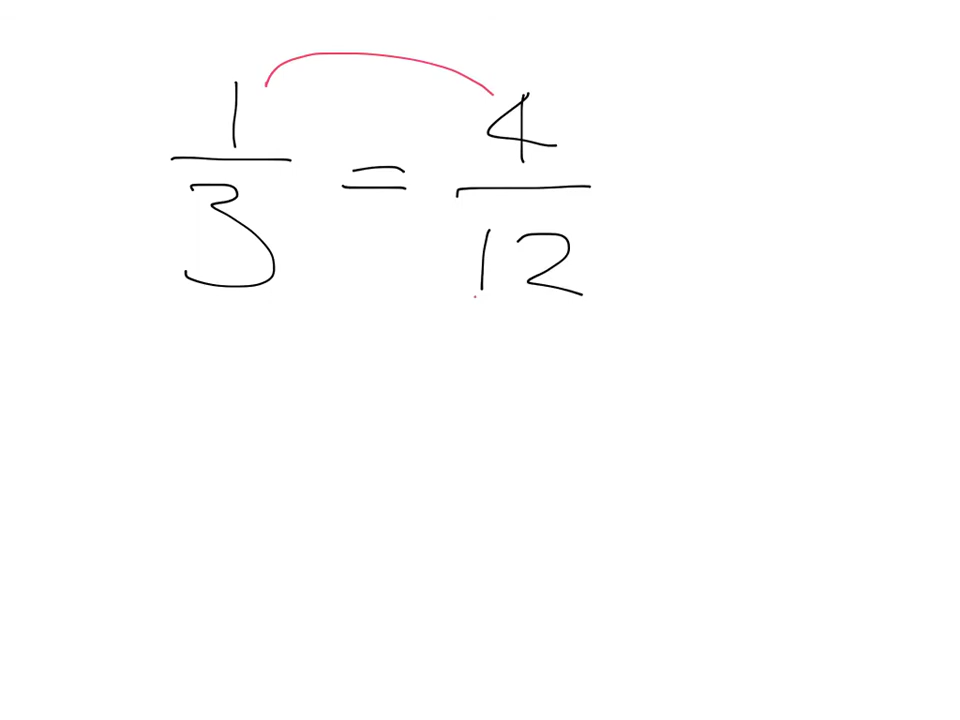 1/3 = 4/12